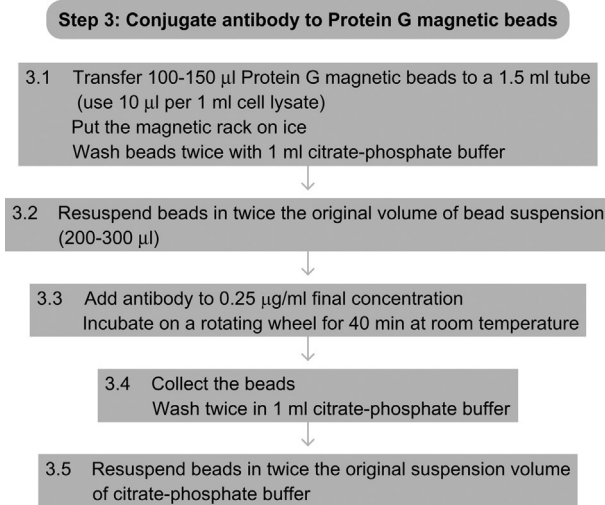 Step 3: Conjugate antibody to Protein G magnetic beads
3.1 Transfer 100-150 µl Protein G magnetic beads to a 1.5 ml tube
(use 10 µl per 1 ml cell lysate)
Put the magnetic rack on ice
Wash beads twice with 1 ml citrate-phosphate buffer
3.2 Resuspend beads in twice the original volume of bead suspension
(200-300 µl)
3.3 Add antibody to 0.25 µg/ml final concentration
Incubate on a rotating wheel for 40 min at room temperature
3.4 Collect the beads
Wash twice in 1 ml citrate-phosphate buffer
3.5 Resuspend beads in twice the original suspension volume
of citrate-phosphate buffer